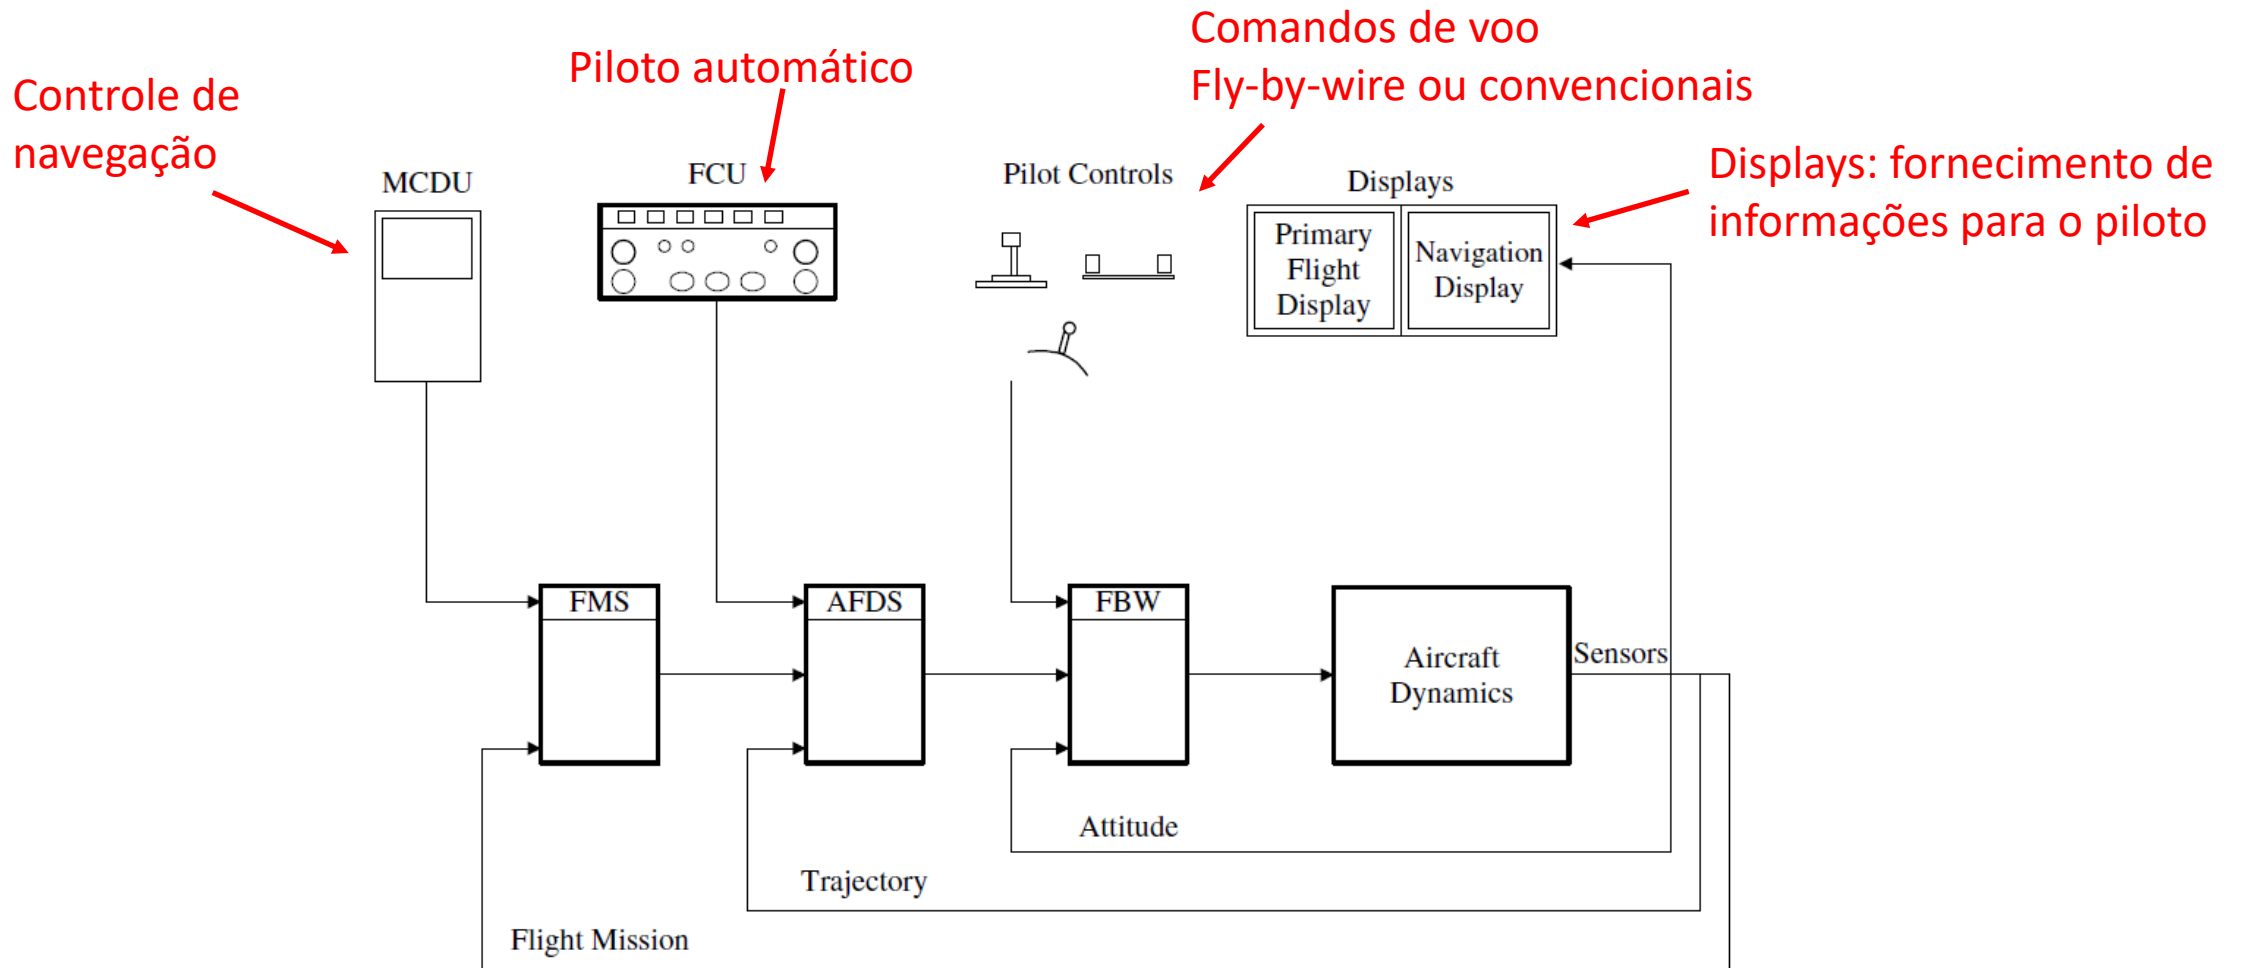 Comandos de voo
Fly-by-wire ou convencionais
Piloto automático
Controle de
navegação
Displays: fornecimento de
informações para o piloto
MCDU
FCU
Pilot Controls
Displays
Primary
Flight
Display
Navigation
Display
FMS
AFDS
FBW
Aircraft
Dynamics
Sensors
Attitude
Trajectory
Flight Mission